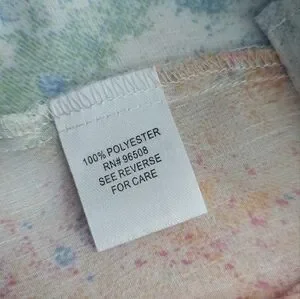 100% POLYESTER
RN# 96508
SEE REVERSE
FOR CARE